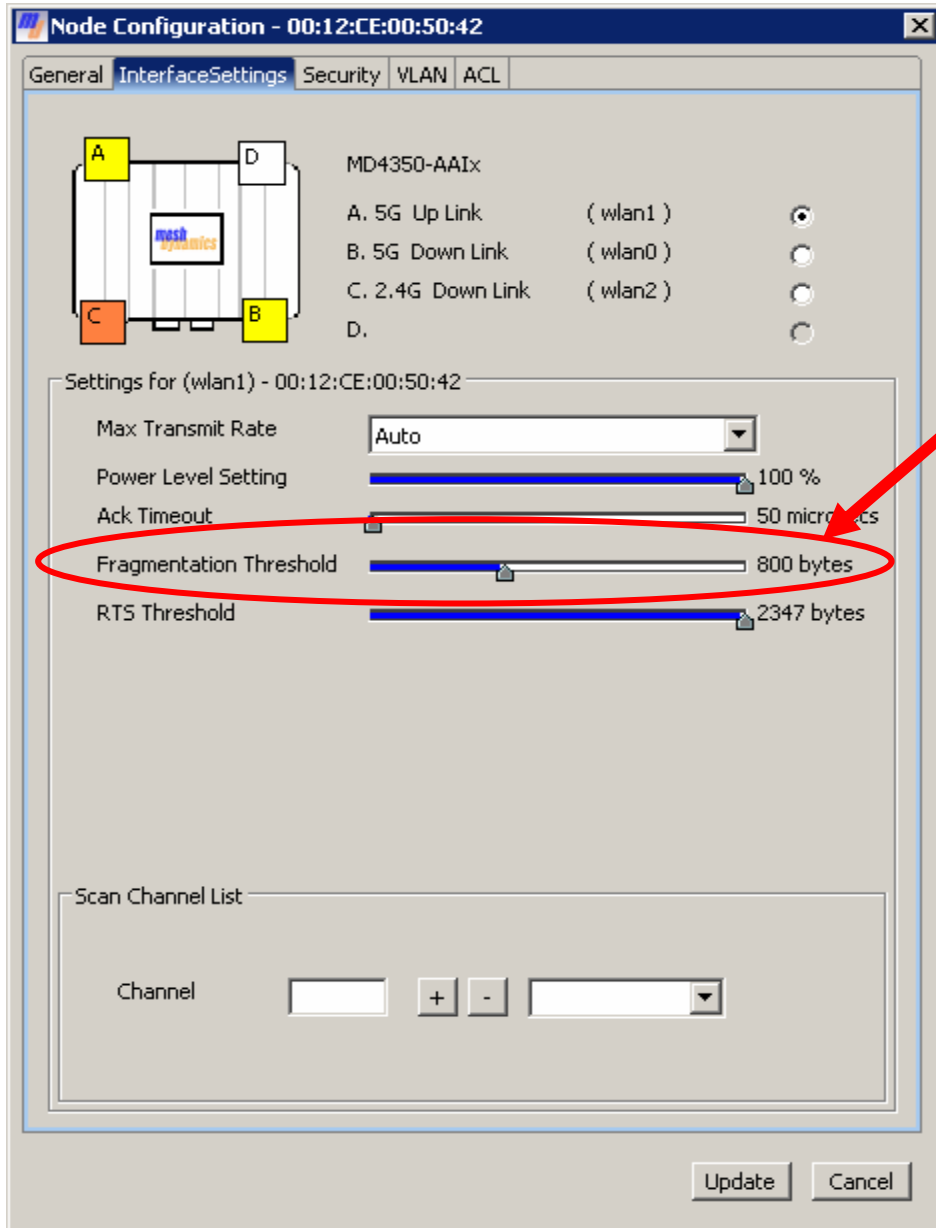 Node Configuration - 00:12:CE:00:50:42
General InterfaceSettings Security VLAN ACL
A
D
C
B
mesh dynamics
MD4350-AAIx
A. 5G Up Link ( wlan1 )
B. 5G Down Link ( wlan0 )
C. 2.4G Down Link ( wlan2 )
D.
Settings for (wlan1) - 00:12:CE:00:50:42
Max Transmit Rate Auto
Power Level Setting 100 %
Ack Timeout 50
Fragmentation Threshold 800 bytes
RTS Threshold 2347 bytes
Scan Channel List
Channel + -
Update Cancel